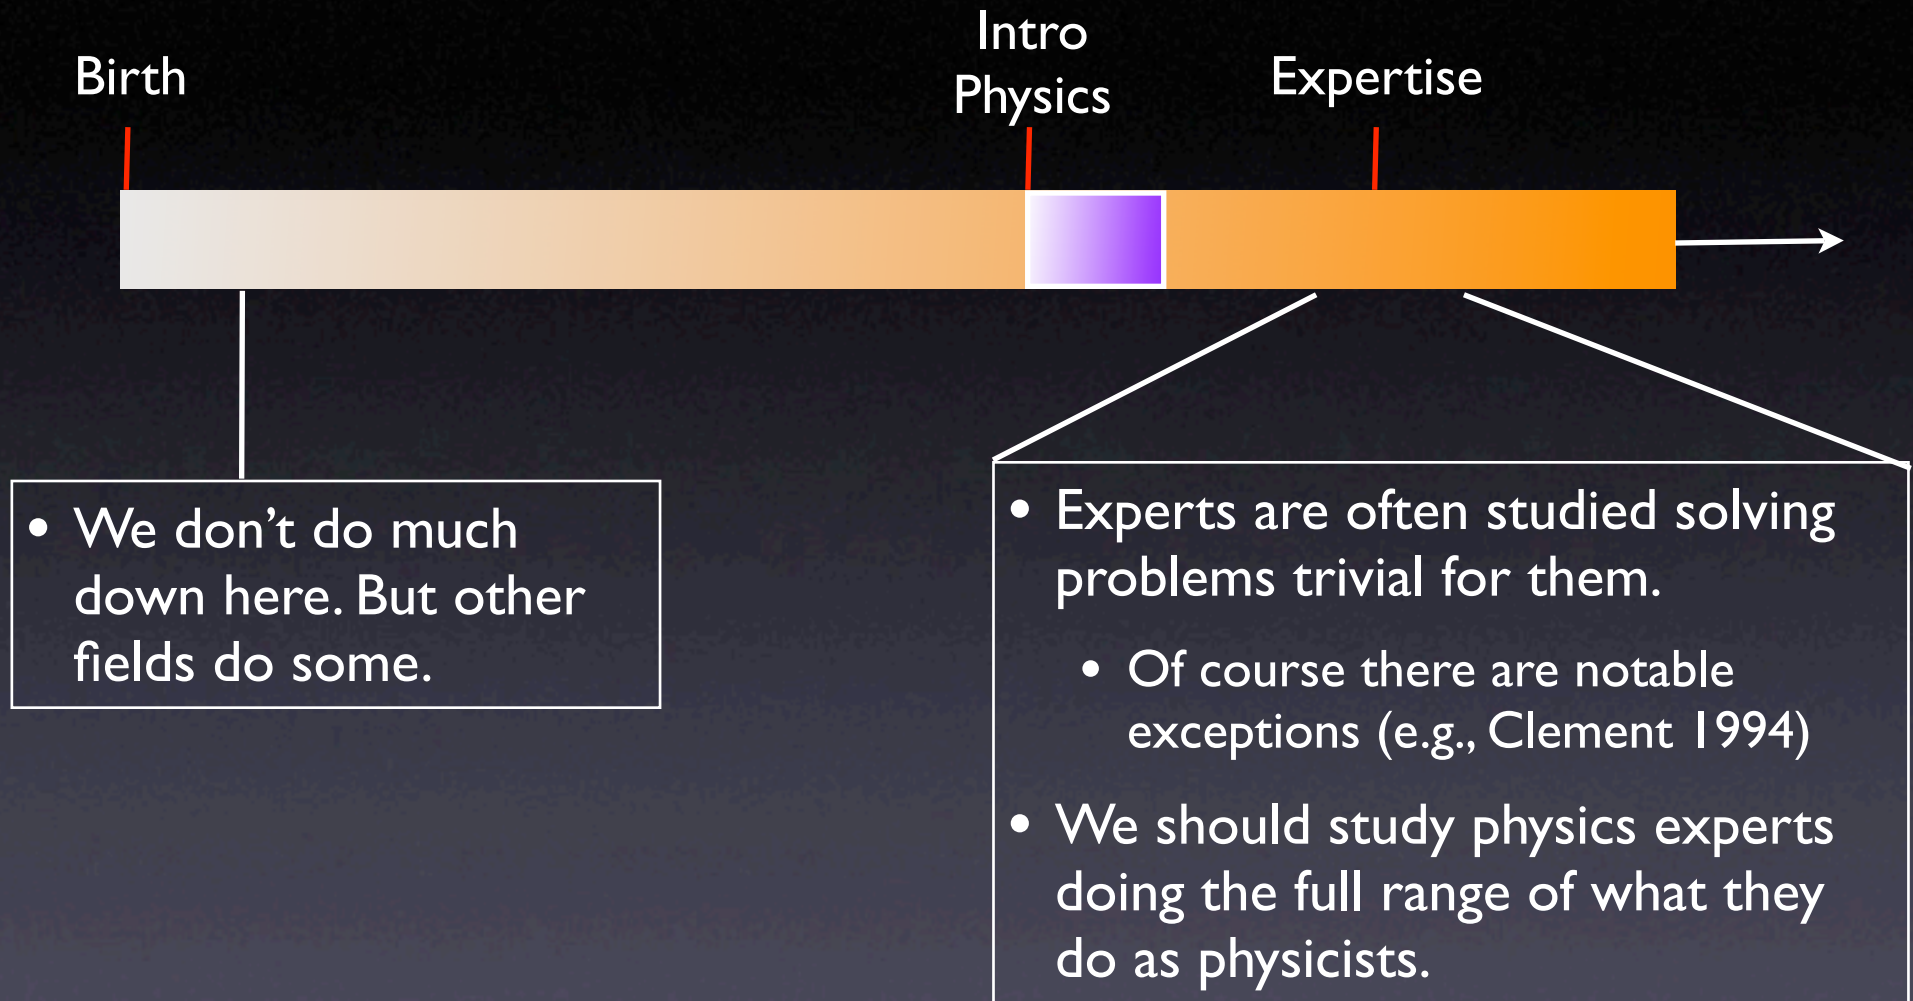 Birth
Intro
Physics
Expertise
• We don’t do much
down here. But other
fields do some.
• Experts are often studied solving
problems trivial for them.
• Of course there are notable
exceptions (e.g., Clement 1994)
• We should study physics experts
doing the full range of what they
do as physicists.